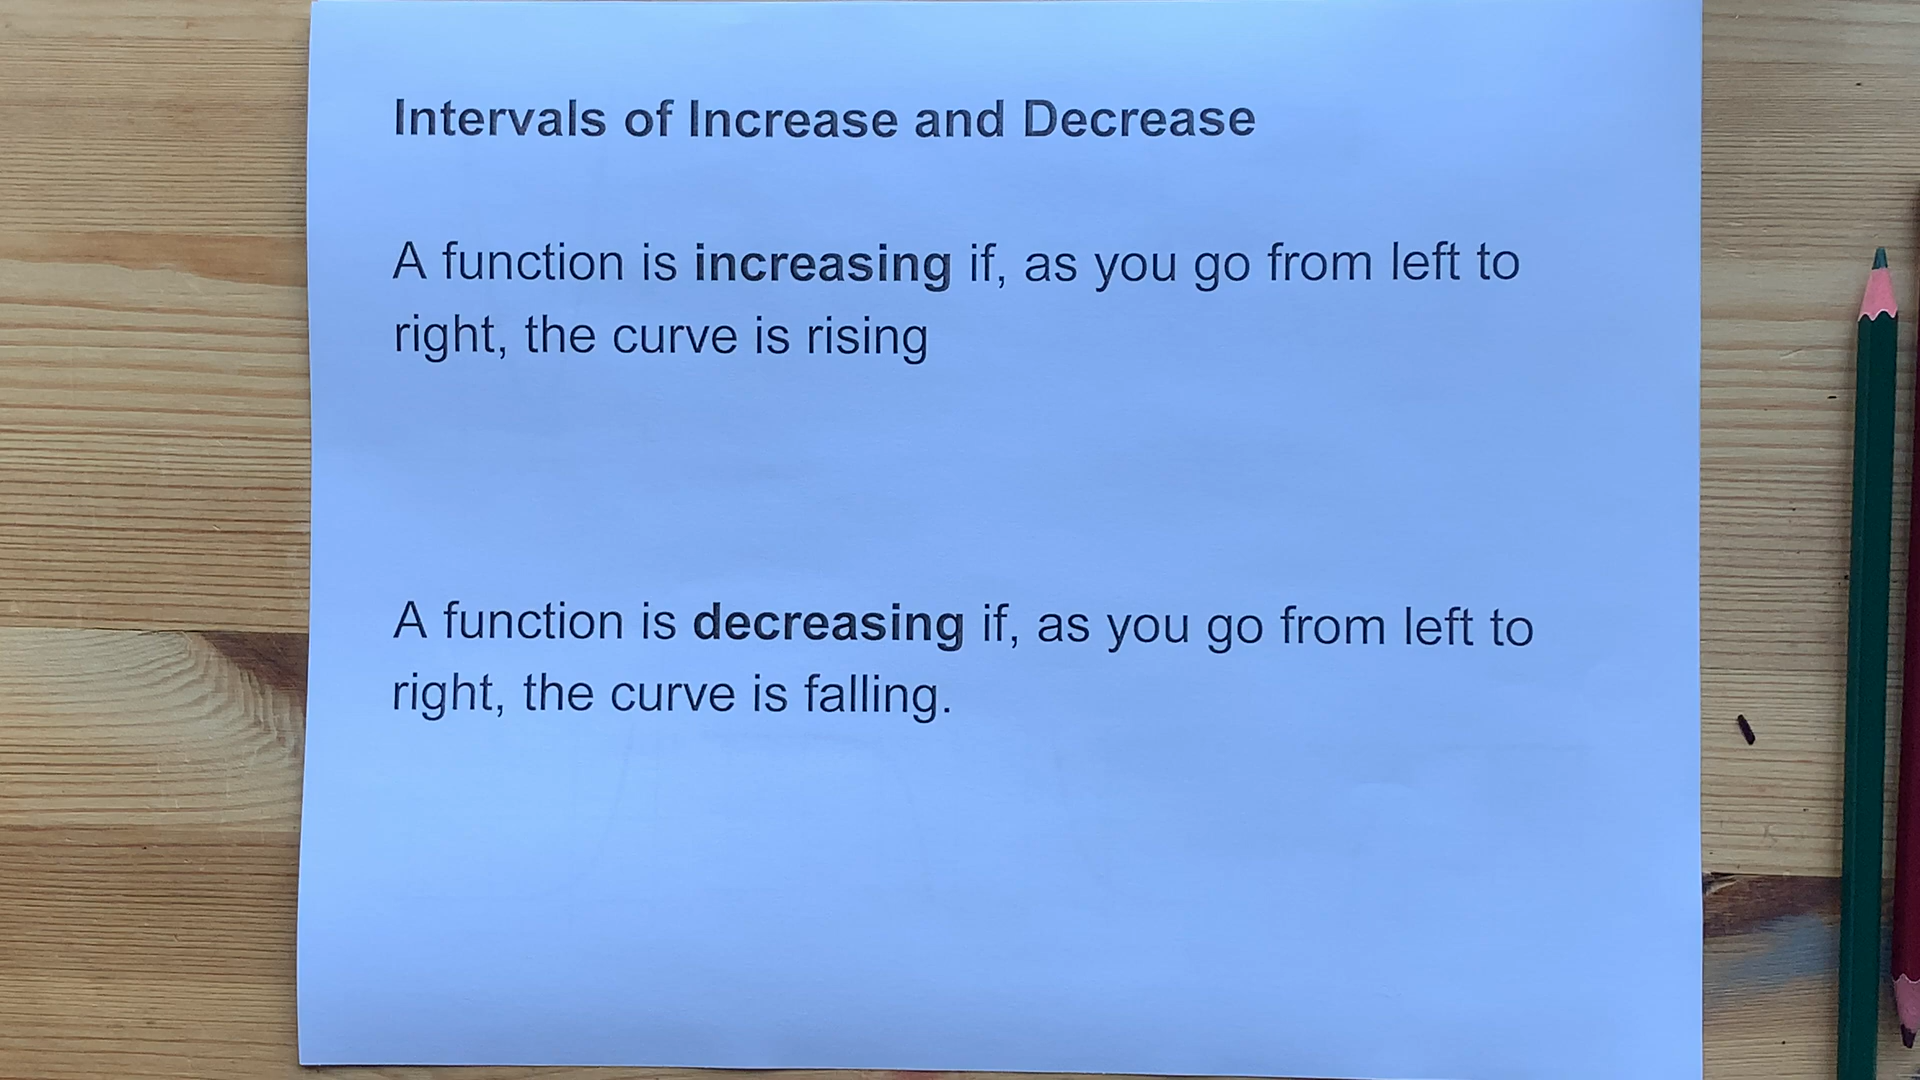 Intervals of Increase and Decrease
A function is increasing if, as you go from left to
right, the curve is rising
A function is decreasing if, as you go from left to
right, the curve is falling.